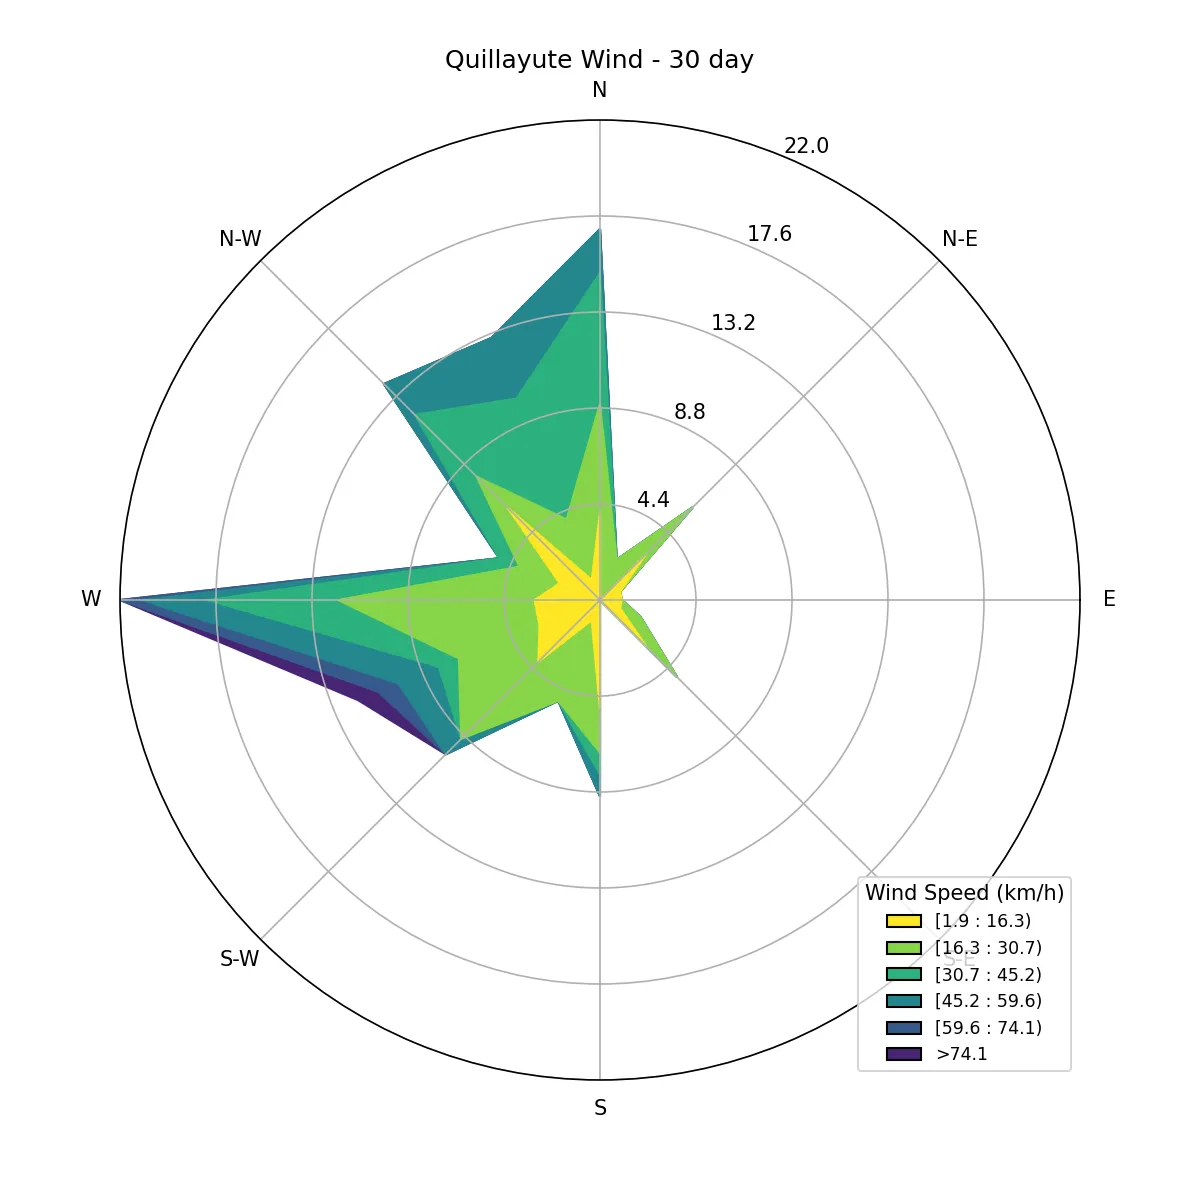 Quillayute Wind - 30 day
N
22.0
N-W
17.6
N-E
13.2
8.8
4.4
W
E
S-W
S-E
S
Wind Speed (km/h)
[1.9 : 16.3)
[16.3 : 30.7)
[30.7 : 45.2)
[45.2 : 59.6)
[59.6 : 74.1)
>74.1